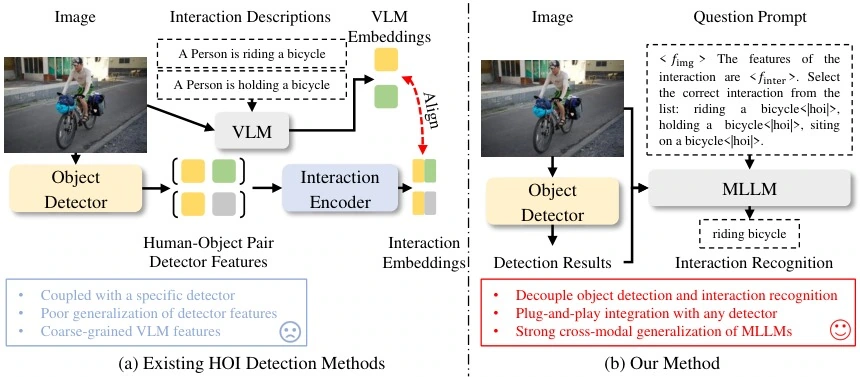 Image
Interaction Descriptions
VLM
Embeddings
A Person is riding a bicycle
A Person is holding a bicycle
Align
VLM
Object
Detector
Interaction
Encoder
Human-Object Pair
Detector Features
Interaction
Embeddings
• Coupled with a specific detector
• Poor generalization of detector features
• Coarse-grained VLM features
(a) Existing HOI Detection Methods
Image
Question Prompt
< f_img > The features of the
interaction are < f_inter >. Select
the correct interaction from the
list: riding a bicycle<|hoi|>,
holding a bicycle<|hoi|>, siting
on a bicycle<|hoi|>.
Object
Detector
MLLM
riding bicycle
Detection Results
Interaction Recognition
• Decouple object detection and interaction recognition
• Plug-and-play integration with any detector
• Strong cross-modal generalization of MLLMs
(b) Our Method